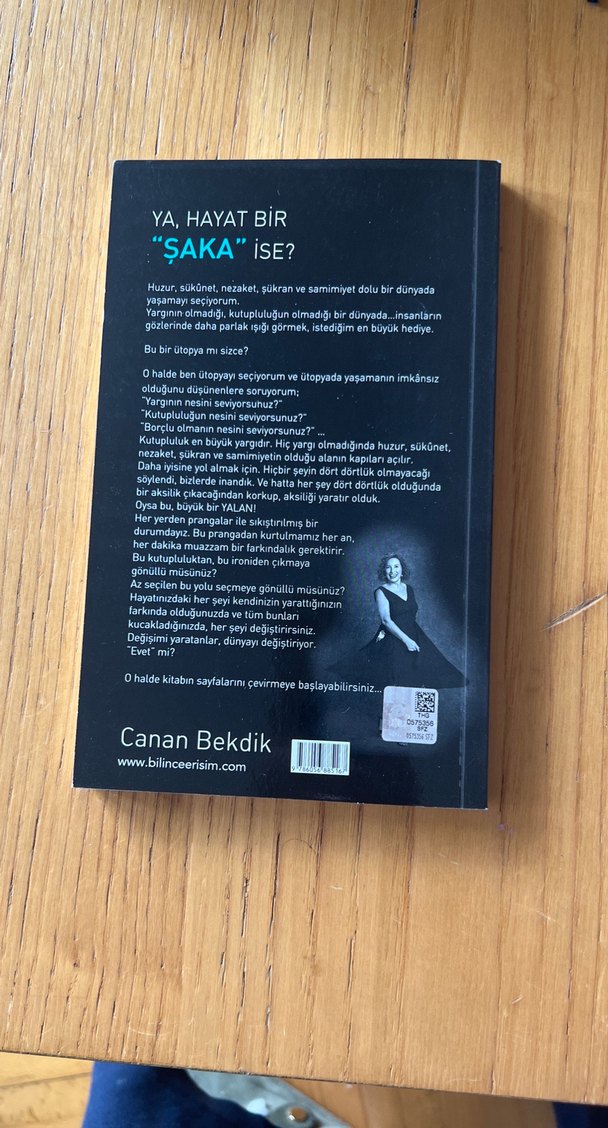 YA, HAYAT BİR
“ŞAKA” İSE?
Huzur, sükûnet, nezaket, şükran ve samimiyet dolu bir dünyada
yaşamayı seçiyorum.
Yargının olmadığı, kutupluluğun olmadığı bir dünyada...insanların
gözlerinde daha parlak ışığı görmek, istediğim en büyük hediye.
Bu bir ütopya mı sizce?
O halde ben ütopyayı seçiyorum ve ütopyada yaşamanın imkânsız
olduğunu düşünenlere soruyorum;
"Yargının nesini seviyorsunuz?"
"Kutupluluğun nesini seviyorsunuz?"
"Borçlu olmanın nesini seviyorsunuz?" ...
Kutupluluk en büyük yargıdır. Hiç yargı olmadığında huzur, sükûnet,
nezaket, şükran ve samimiyetin olduğu alanın kapıları açılır.
Daha iyisine yol almak için. Hiçbir şeyin dört dörtlük olmayacağı
söylendi, bizlerde inandık. Ve hatta her şey dört dörtlük olduğunda
bir aksilik çıkacağından korkup, aksiliği yaratır olduk.
Oysa bu, büyük bir YALAN!
Her yerden prangalar ile sıkıştırılmış bir
durumdayız. Bu prangadan kurtulmamız her an,
her dakika muazzam bir farkındalık gerektirir.
Bu kutupluluktan, bu ironiden çıkmaya
gönüllü müsünüz?
Az seçilen bu yolu seçmeye gönüllü müsünüz?
Hayatınızdaki her şeyi kendinizin yarattığınızın
farkında olduğunuzda ve tüm bunları
kucakladığınızda, her şeyi değiştirirsiniz.
Değişimi yaratanlar, dünyayı değiştiriyor.
"Evet" mi?
O halde kitabın sayfalarını çevirmeye başlayabilirsiniz...
THG
0575356
SFZ
0575356 SFZ
Canan Bekdik
www.bilinceerisim.com
9 786056 885167